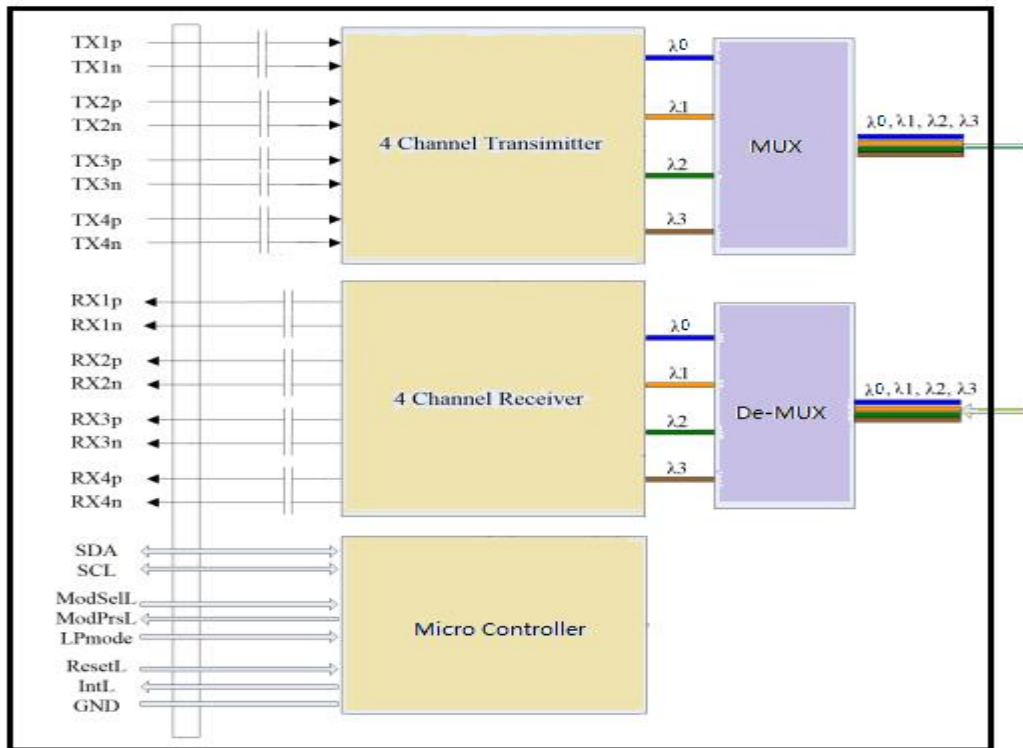 TX1p
TX1n
TX2p
TX2n
TX3p
TX3n
TX4p
TX4n
4 Channel Transimitter
λ0
λ1
λ2
λ3
MUX
λ0, λ1, λ2, λ3
RX1p
RX1n
RX2p
RX2n
RX3p
RX3n
RX4p
RX4n
4 Channel Receiver
λ0
λ1
λ2
λ3
De-MUX
λ0, λ1, λ2, λ3
SDA
SCL
ModSelL
ModPrsL
LPmode
ResetL
IntL
GND
Micro Controller